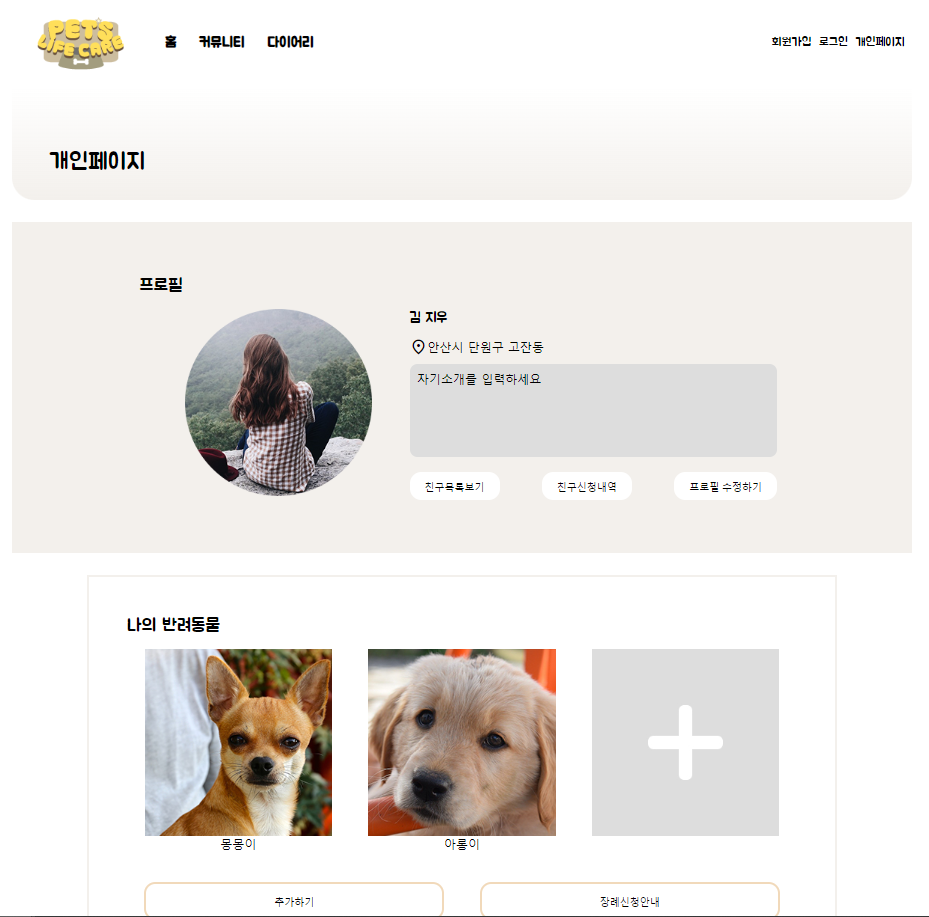 PET'S
LIFE CARE
홈 커뮤니티 다이어리
회원가입 로그인 개인페이지
개인페이지
프로필
김 지우
안산시 단원구 고잔동
자기소개를 입력하세요
친구목록보기 친구신청내역 프로필 수정하기
나의 반려동물
몽몽이 아롱이
추가하기 장례신청안내